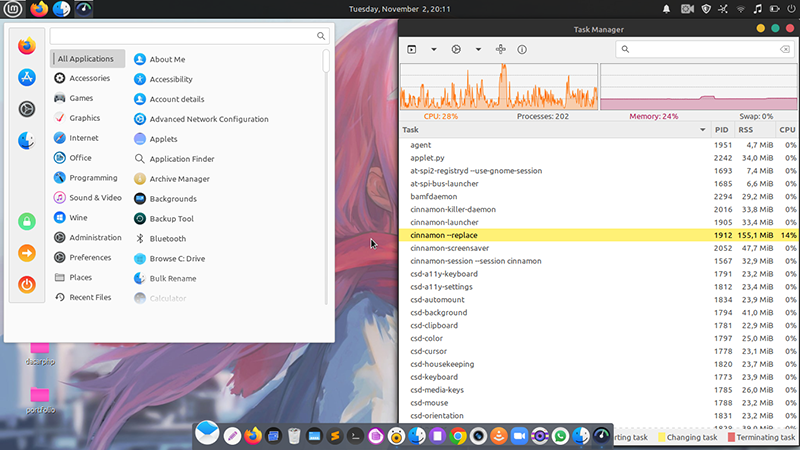 Tuesday, November 2, 20:11
All Applications
Accessories
Games
Graphics
Internet
Office
Programming
Sound & Video
Wine
Administration
Preferences
Places
Recent Files
About Me
Accessibility
Account details
Advanced Network Configuration
Applets
Application Finder
Archive Manager
Backgrounds
Backup Tool
Bluetooth
Browse C: Drive
Bulk Rename
Calculator
dasarphp
portfolio
Task Manager
CPU: 28% Processes: 202 Memory: 24% Swap: 0%
Task PID RSS CPU
agent 1951 4,7 MiB 0%
applet.py 2242 34,0 MiB 0%
at-spi2-registryd --use-gnome-session 1693 7,4 MiB 0%
at-spi-bus-launcher 1685 6,6 MiB 0%
bamfdaemon 2294 29,2 MiB 0%
cinnamon-killer-daemon 2016 33,8 MiB 0%
cinnamon-launcher 1905 33,4 MiB 0%
cinnamon --replace 1912 155,1 MiB 14%
cinnamon-screensaver 2052 47,9 MiB 0%
cinnamon-session --session cinnamon 1567 32,9 MiB 0%
csd-a11y-keyboard 1791 23,2 MiB 0%
csd-a11y-settings 1812 23,4 MiB 0%
csd-automount 1834 23,9 MiB 0%
csd-background 1794 41,0 MiB 0%
csd-clipboard 1781 22,9 MiB 0%
csd-color 1797 25,0 MiB 0%
csd-cursor 1778 23,1 MiB 0%
csd-housekeeping 1820 23,7 MiB 0%
csd-keyboard 1773 23,9 MiB 0%
csd-media-keys 1785 26,0 MiB 0%
csd-mouse 1788 23,2 MiB 0%
csd-orientation 1831 23,2 MiB 0%
rting task Changing task Terminating task